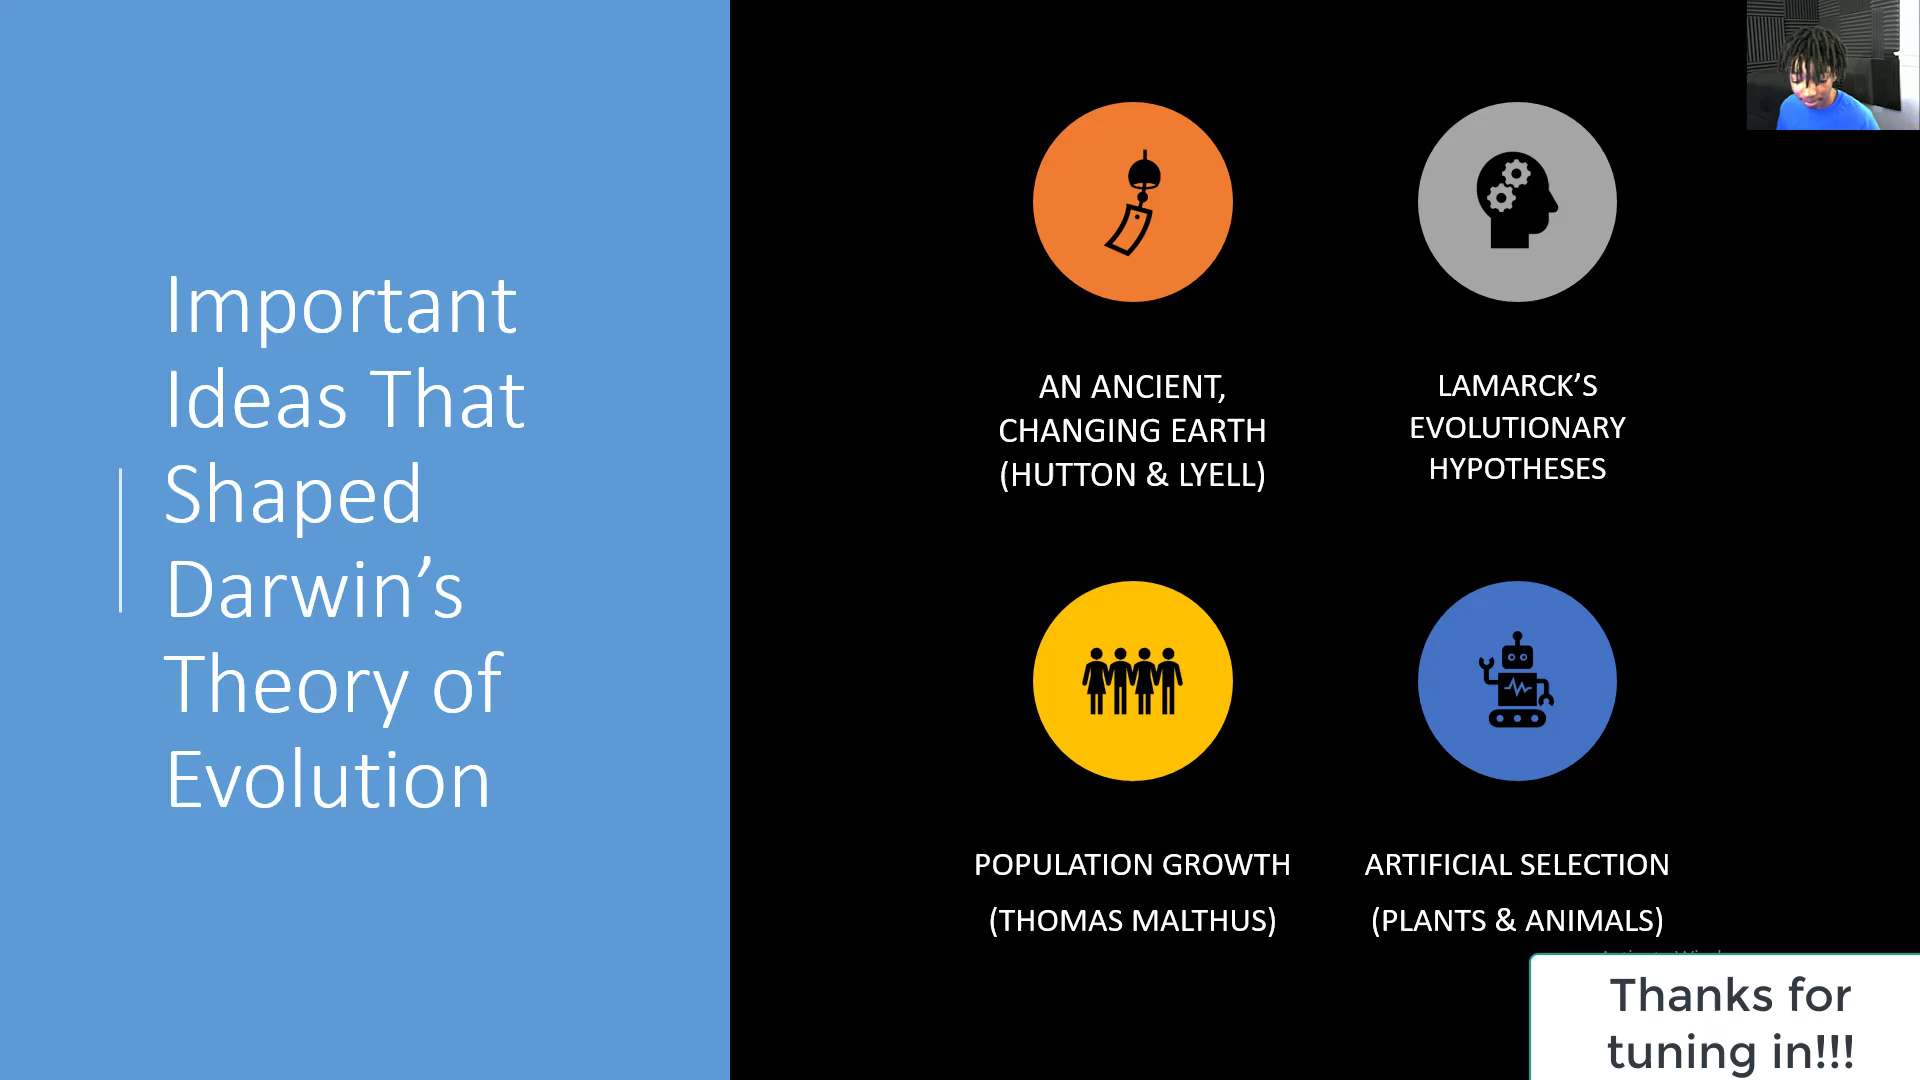 Important
Ideas That
Shaped
Darwin’s
Theory of
Evolution
AN ANCIENT,
CHANGING EARTH
(HUTTON & LYELL)
LAMARCK’S
EVOLUTIONARY
HYPOTHESES
POPULATION GROWTH
(THOMAS MALTHUS)
ARTIFICIAL SELECTION
(PLANTS & ANIMALS)
Thanks for
tuning in!!!